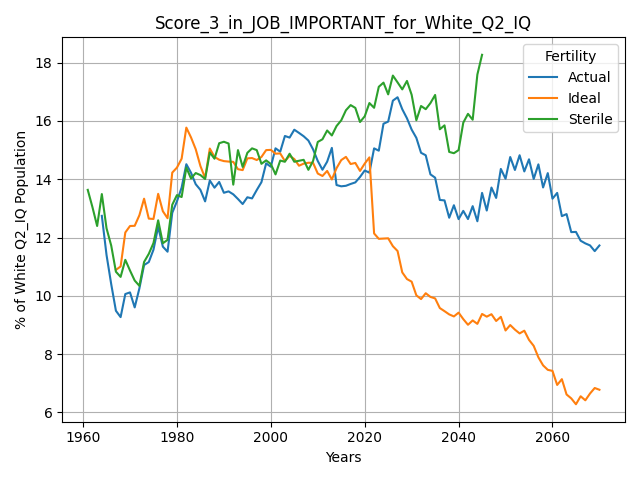 Score_3_in_JOB_IMPORTANT_for_White_Q2_IQ
Fertility
Actual
Ideal
Sterile
% of White Q2_IQ Population
18
16
14
12
10
8
6
1960 1980 2000 2020 2040 2060
Years